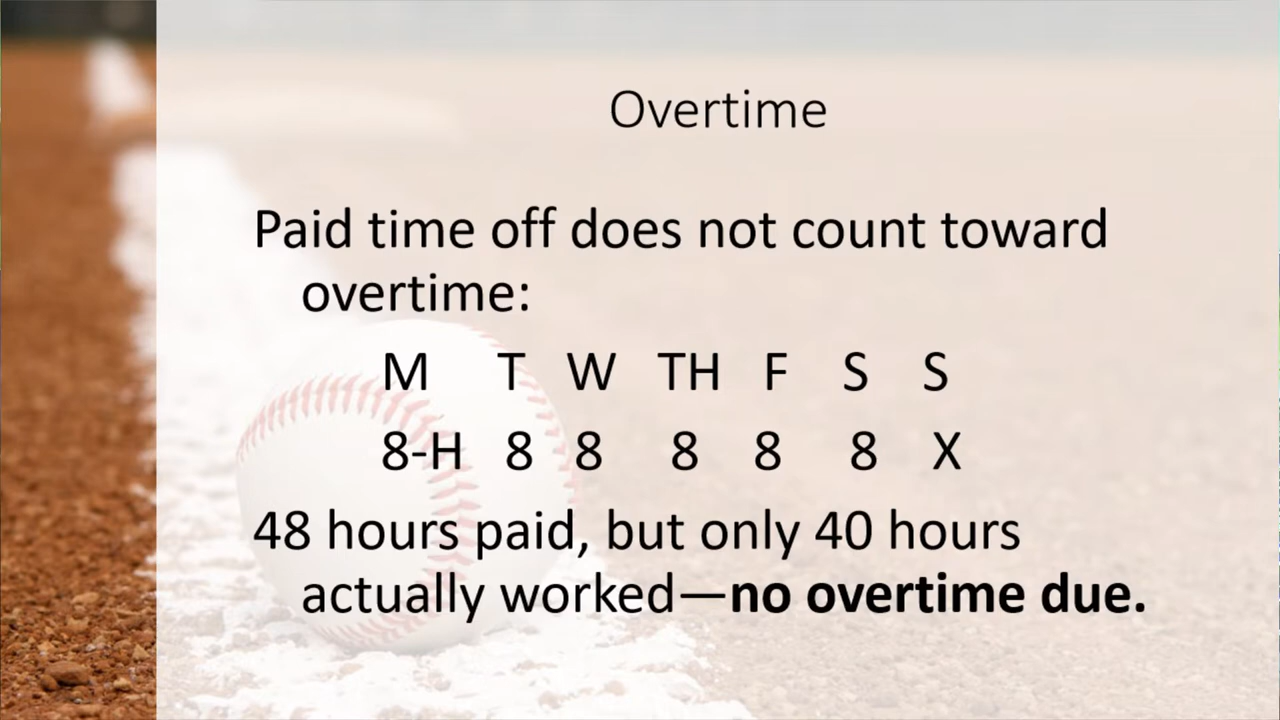 Overtime
Paid time off does not count toward
overtime:
M T W TH F S S
8-H 8 8 8 8 8 X
48 hours paid, but only 40 hours
actually worked—no overtime due.